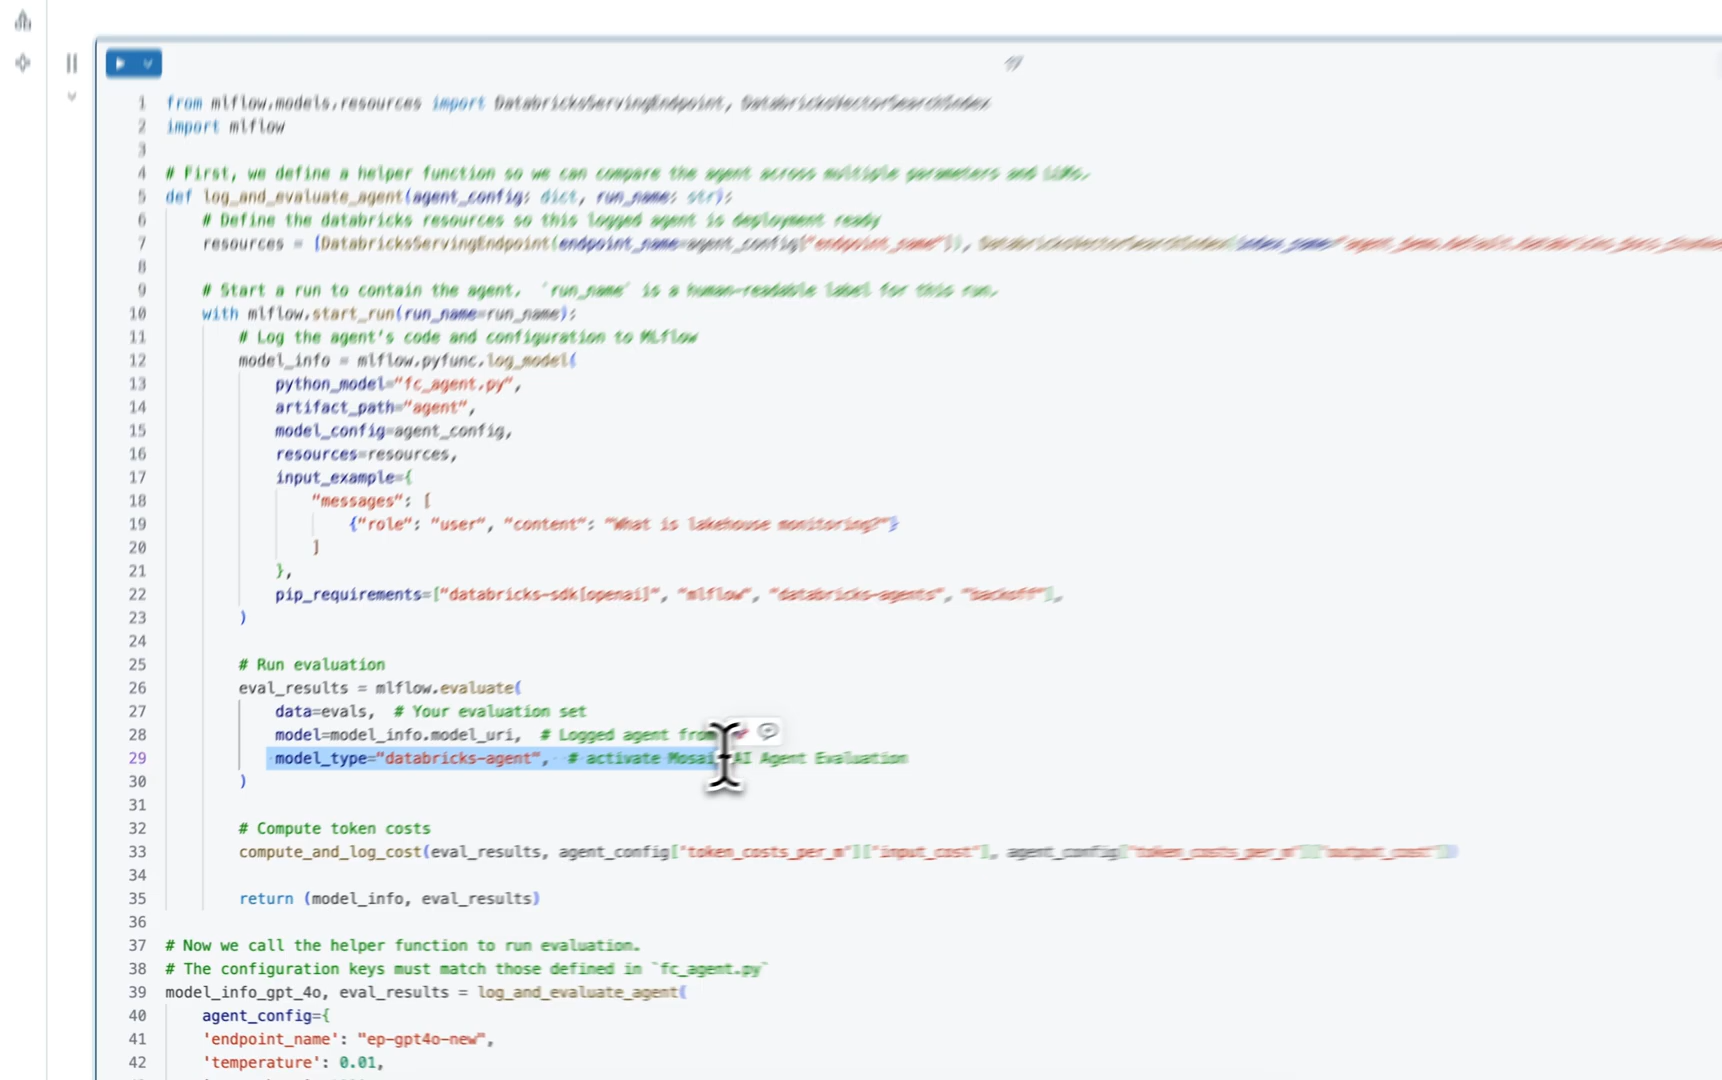 1 from mlflow.models.resources import DatabricksServingEndpoint, DatabricksVectorSearchIndex
2 import mlflow
3
4 # First, we define a helper function so we can compare the agent across multiple parameters and LLMs.
5 def log_and_evaluate_agent(agent_config: dict, run_name: str):
6 # Define the databricks resources so this logged agent is deployment ready
7 resources = [DatabricksServingEndpoint(endpoint_name=agent_config["endpoint_name"]), DatabricksVectorSearchIndex(index_name=
8
9 # Start a run to contain the agent. `run_name` is a human-readable label for this run.
10 with mlflow.start_run(run_name=run_name):
11 # Log the agent's code and configuration to MLflow
12 model_info = mlflow.pyfunc.log_model(
13 python_model="fc_agent.py",
14 artifact_path="agent",
15 model_config=agent_config,
16 resources=resources,
17 input_example={
18 "messages": [
19 {"role": "user", "content": "What is lakehouse monitoring?"}
20 ]
21 },
22 pip_requirements=["databricks-sdk[openai]", "mlflow", "databricks-agents", "backoff"],
23 )
24
25 # Run evaluation
26 eval_results = mlflow.evaluate(
27 data=evals, # Your evaluation set
28 model=model_info.model_uri, # Logged agent from
29 model_type="databricks-agent", # activate Mosaic AI Agent Evaluation
30 )
31
32 # Compute token costs
33 compute_and_log_cost(eval_results, agent_config['token_costs_per_m']['input_cost'], agent_config['token_costs_per_m']['output_cost'])
34
35 return (model_info, eval_results)
36
37 # Now we call the helper function to run evaluation.
38 # The configuration keys must match those defined in `fc_agent.py`
39 model_info_gpt_4o, eval_results = log_and_evaluate_agent(
40 agent_config={
41 'endpoint_name': "ep-gpt4o-new",
42 'temperature': 0.01,